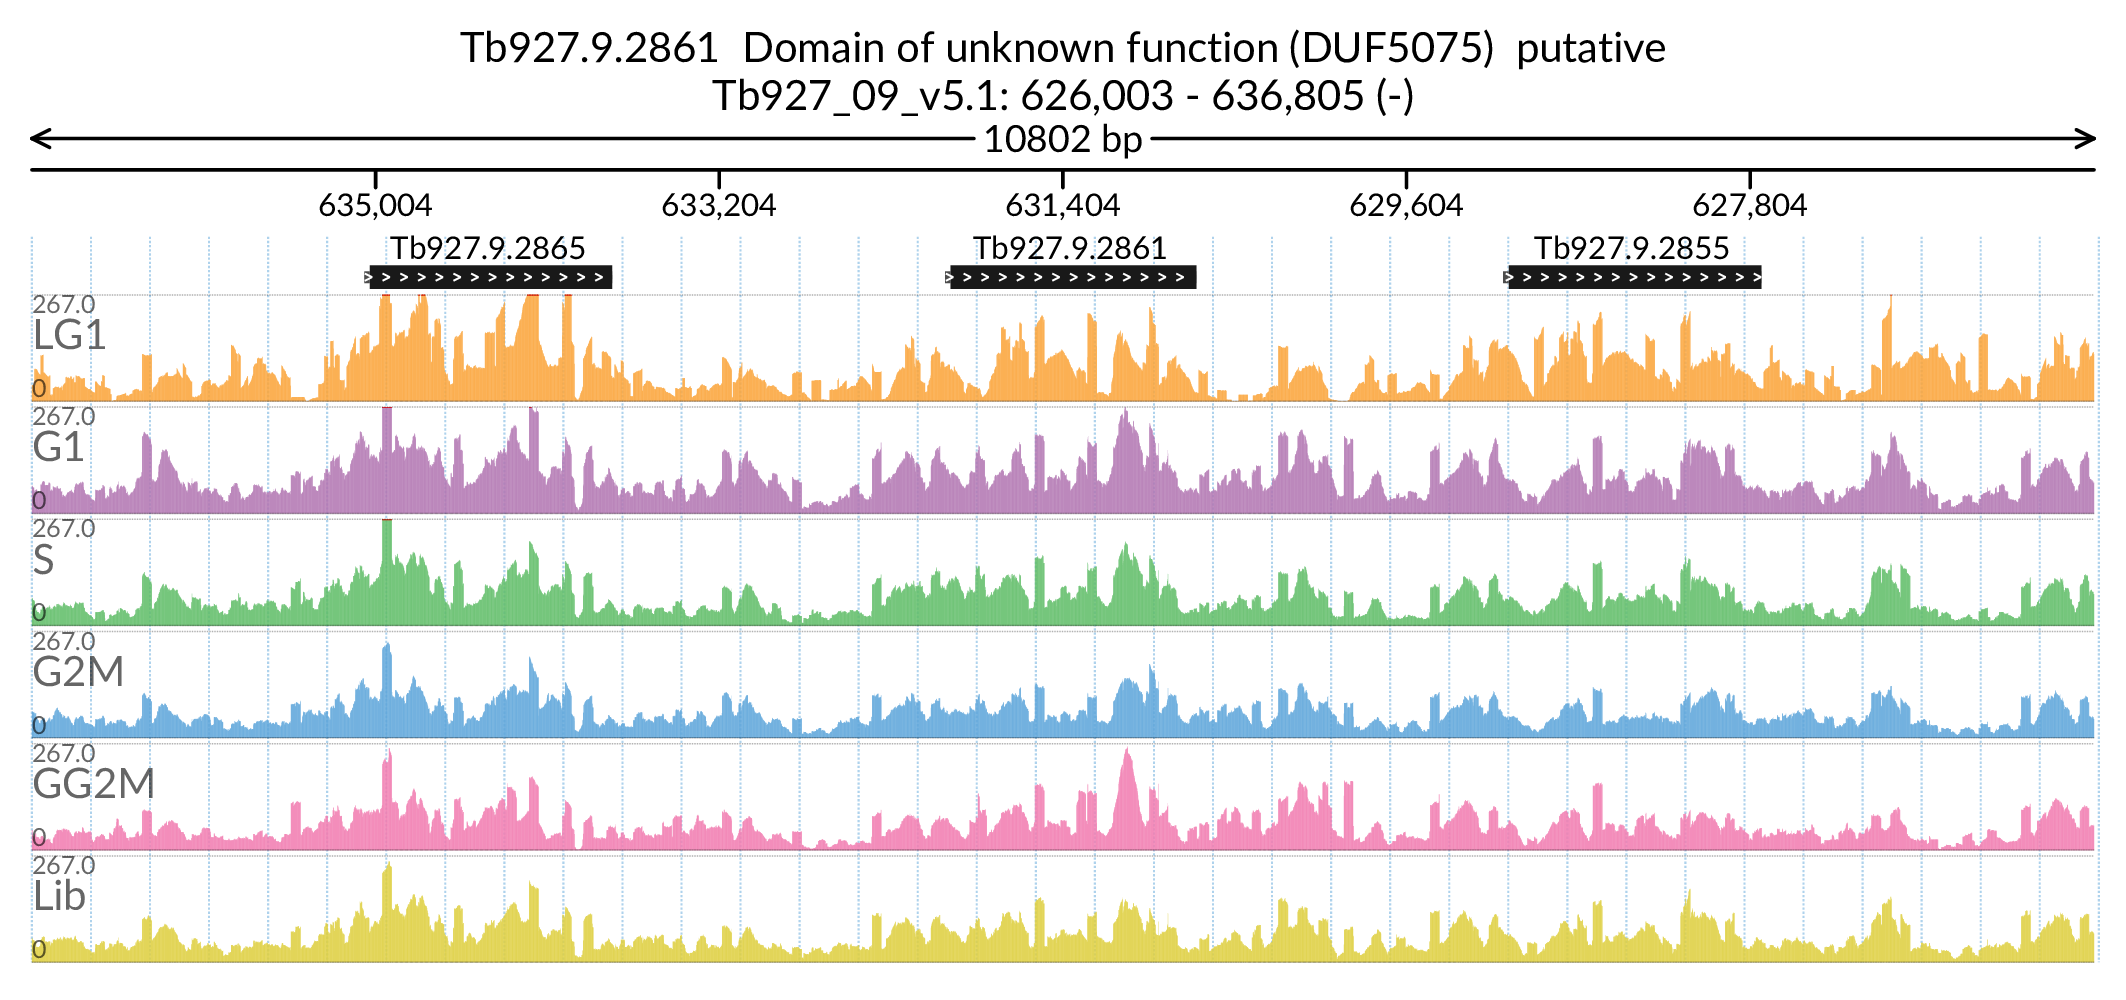 Tb927.9.2861 Domain of unknown function (DUF5075) putative
Tb927_09_v5.1: 626,003 - 636,805 (-)
10802 bp
635,004 633,204 631,404 629,604 627,804
Tb927.9.2865 Tb927.9.2861 Tb927.9.2855
267.0
LG1
0
267.0
G1
0
267.0
S
0
267.0
G2M
0
267.0
GG2M
0
267.0
Lib
0